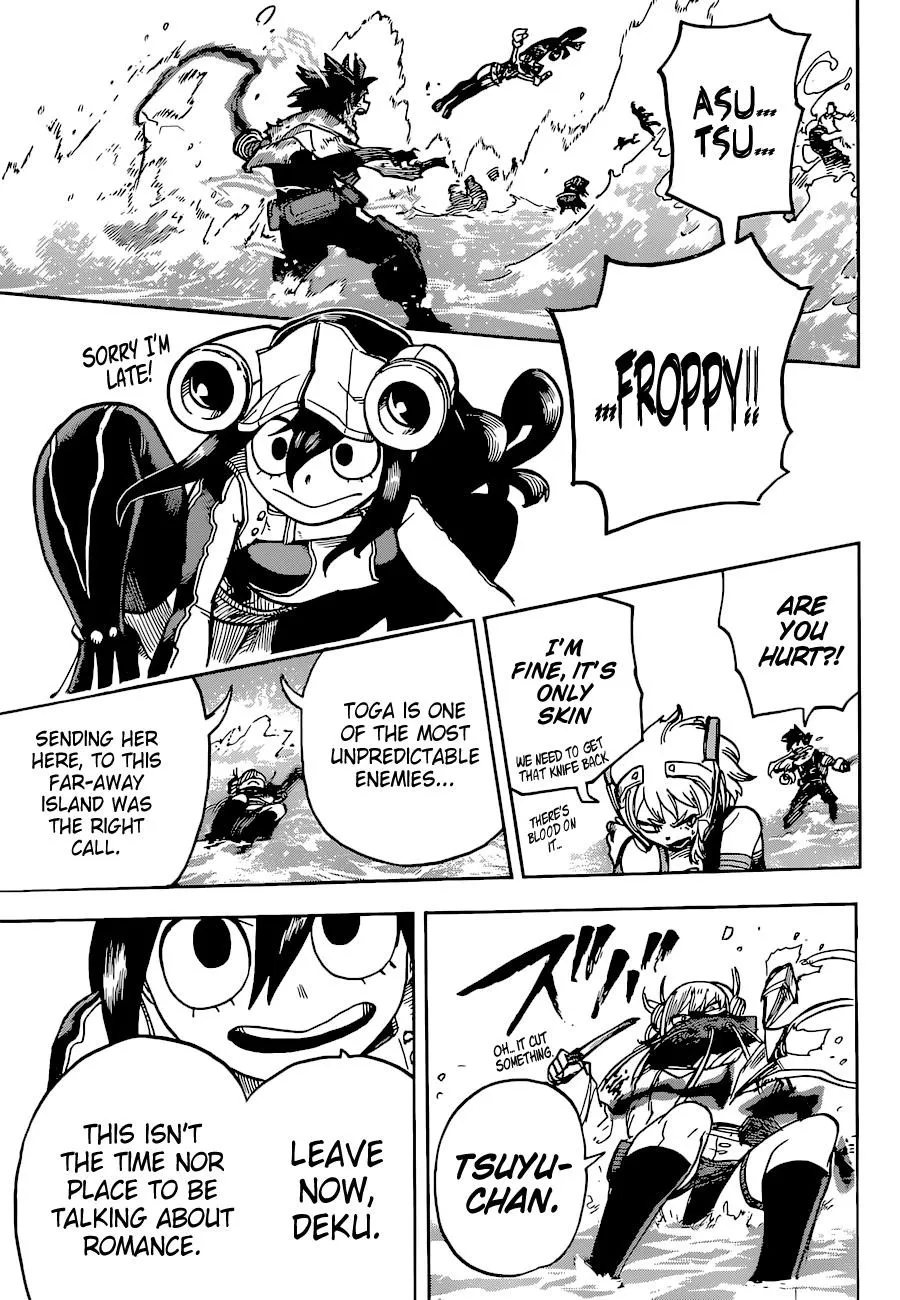 ASU...
TSU...
...FROPPY!!
SORRY I'M
LATE!
ARE
YOU
HURT?!
I'M
FINE, IT'S
ONLY
SKIN
WE NEED TO GET
THAT KNIFE BACK
THERE'S
BLOOD ON
IT...
TOGA IS ONE
OF THE MOST
UNPREDICTABLE
ENEMIES...
SENDING HER
HERE, TO THIS
FAR-AWAY
ISLAND WAS
THE RIGHT
CALL.
ズバ
OH... IT CUT
SOMETHING.
TSUYU-
CHAN.
LEAVE
NOW,
DEKU.
THIS ISN'T
THE TIME NOR
PLACE TO BE
TALKING ABOUT
ROMANCE.